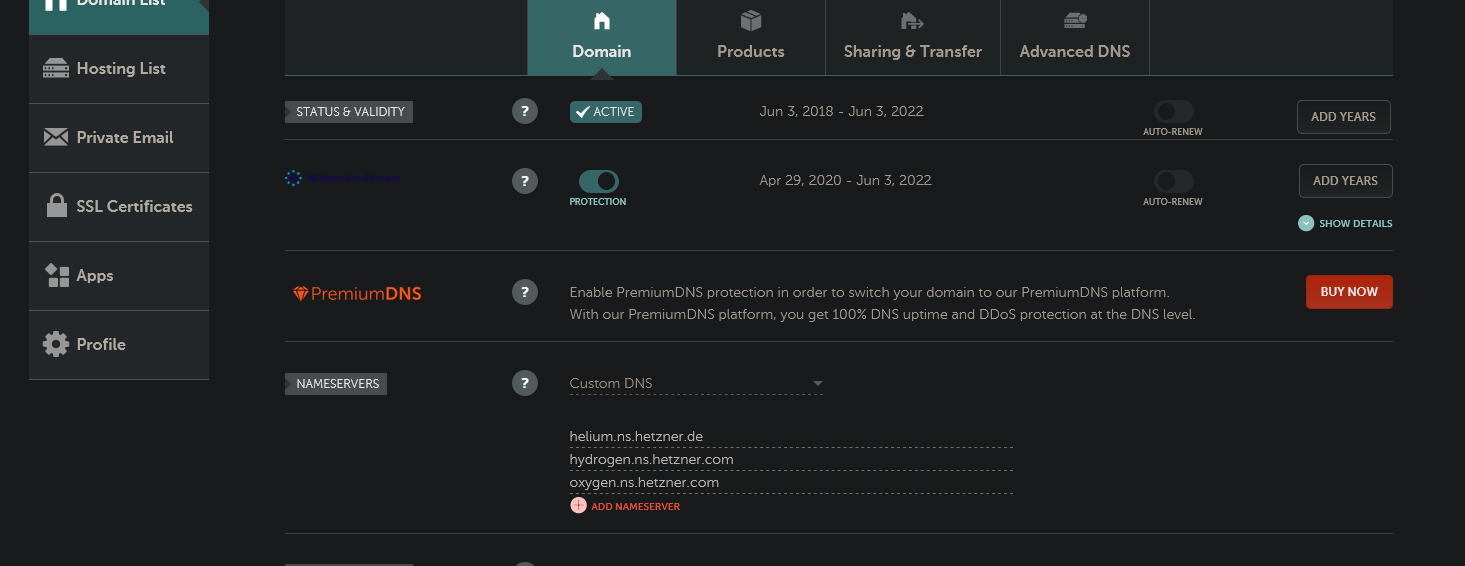 Domain List
Hosting List
Private Email
SSL Certificates
Apps
Profile
Domain
Products
Sharing & Transfer
Advanced DNS
STATUS & VALIDITY
?
ACTIVE
Jun 3, 2018 - Jun 3, 2022
AUTO-RENEW
ADD YEARS
?
PROTECTION
Apr 29, 2020 - Jun 3, 2022
AUTO-RENEW
ADD YEARS
SHOW DETAILS
PremiumDNS
?
Enable PremiumDNS protection in order to switch your domain to our PremiumDNS platform.
With our PremiumDNS platform, you get 100% DNS uptime and DDoS protection at the DNS level.
BUY NOW
NAMESERVERS
?
Custom DNS
helium.ns.hetzner.de
hydrogen.ns.hetzner.com
oxygen.ns.hetzner.com
ADD NAMESERVER